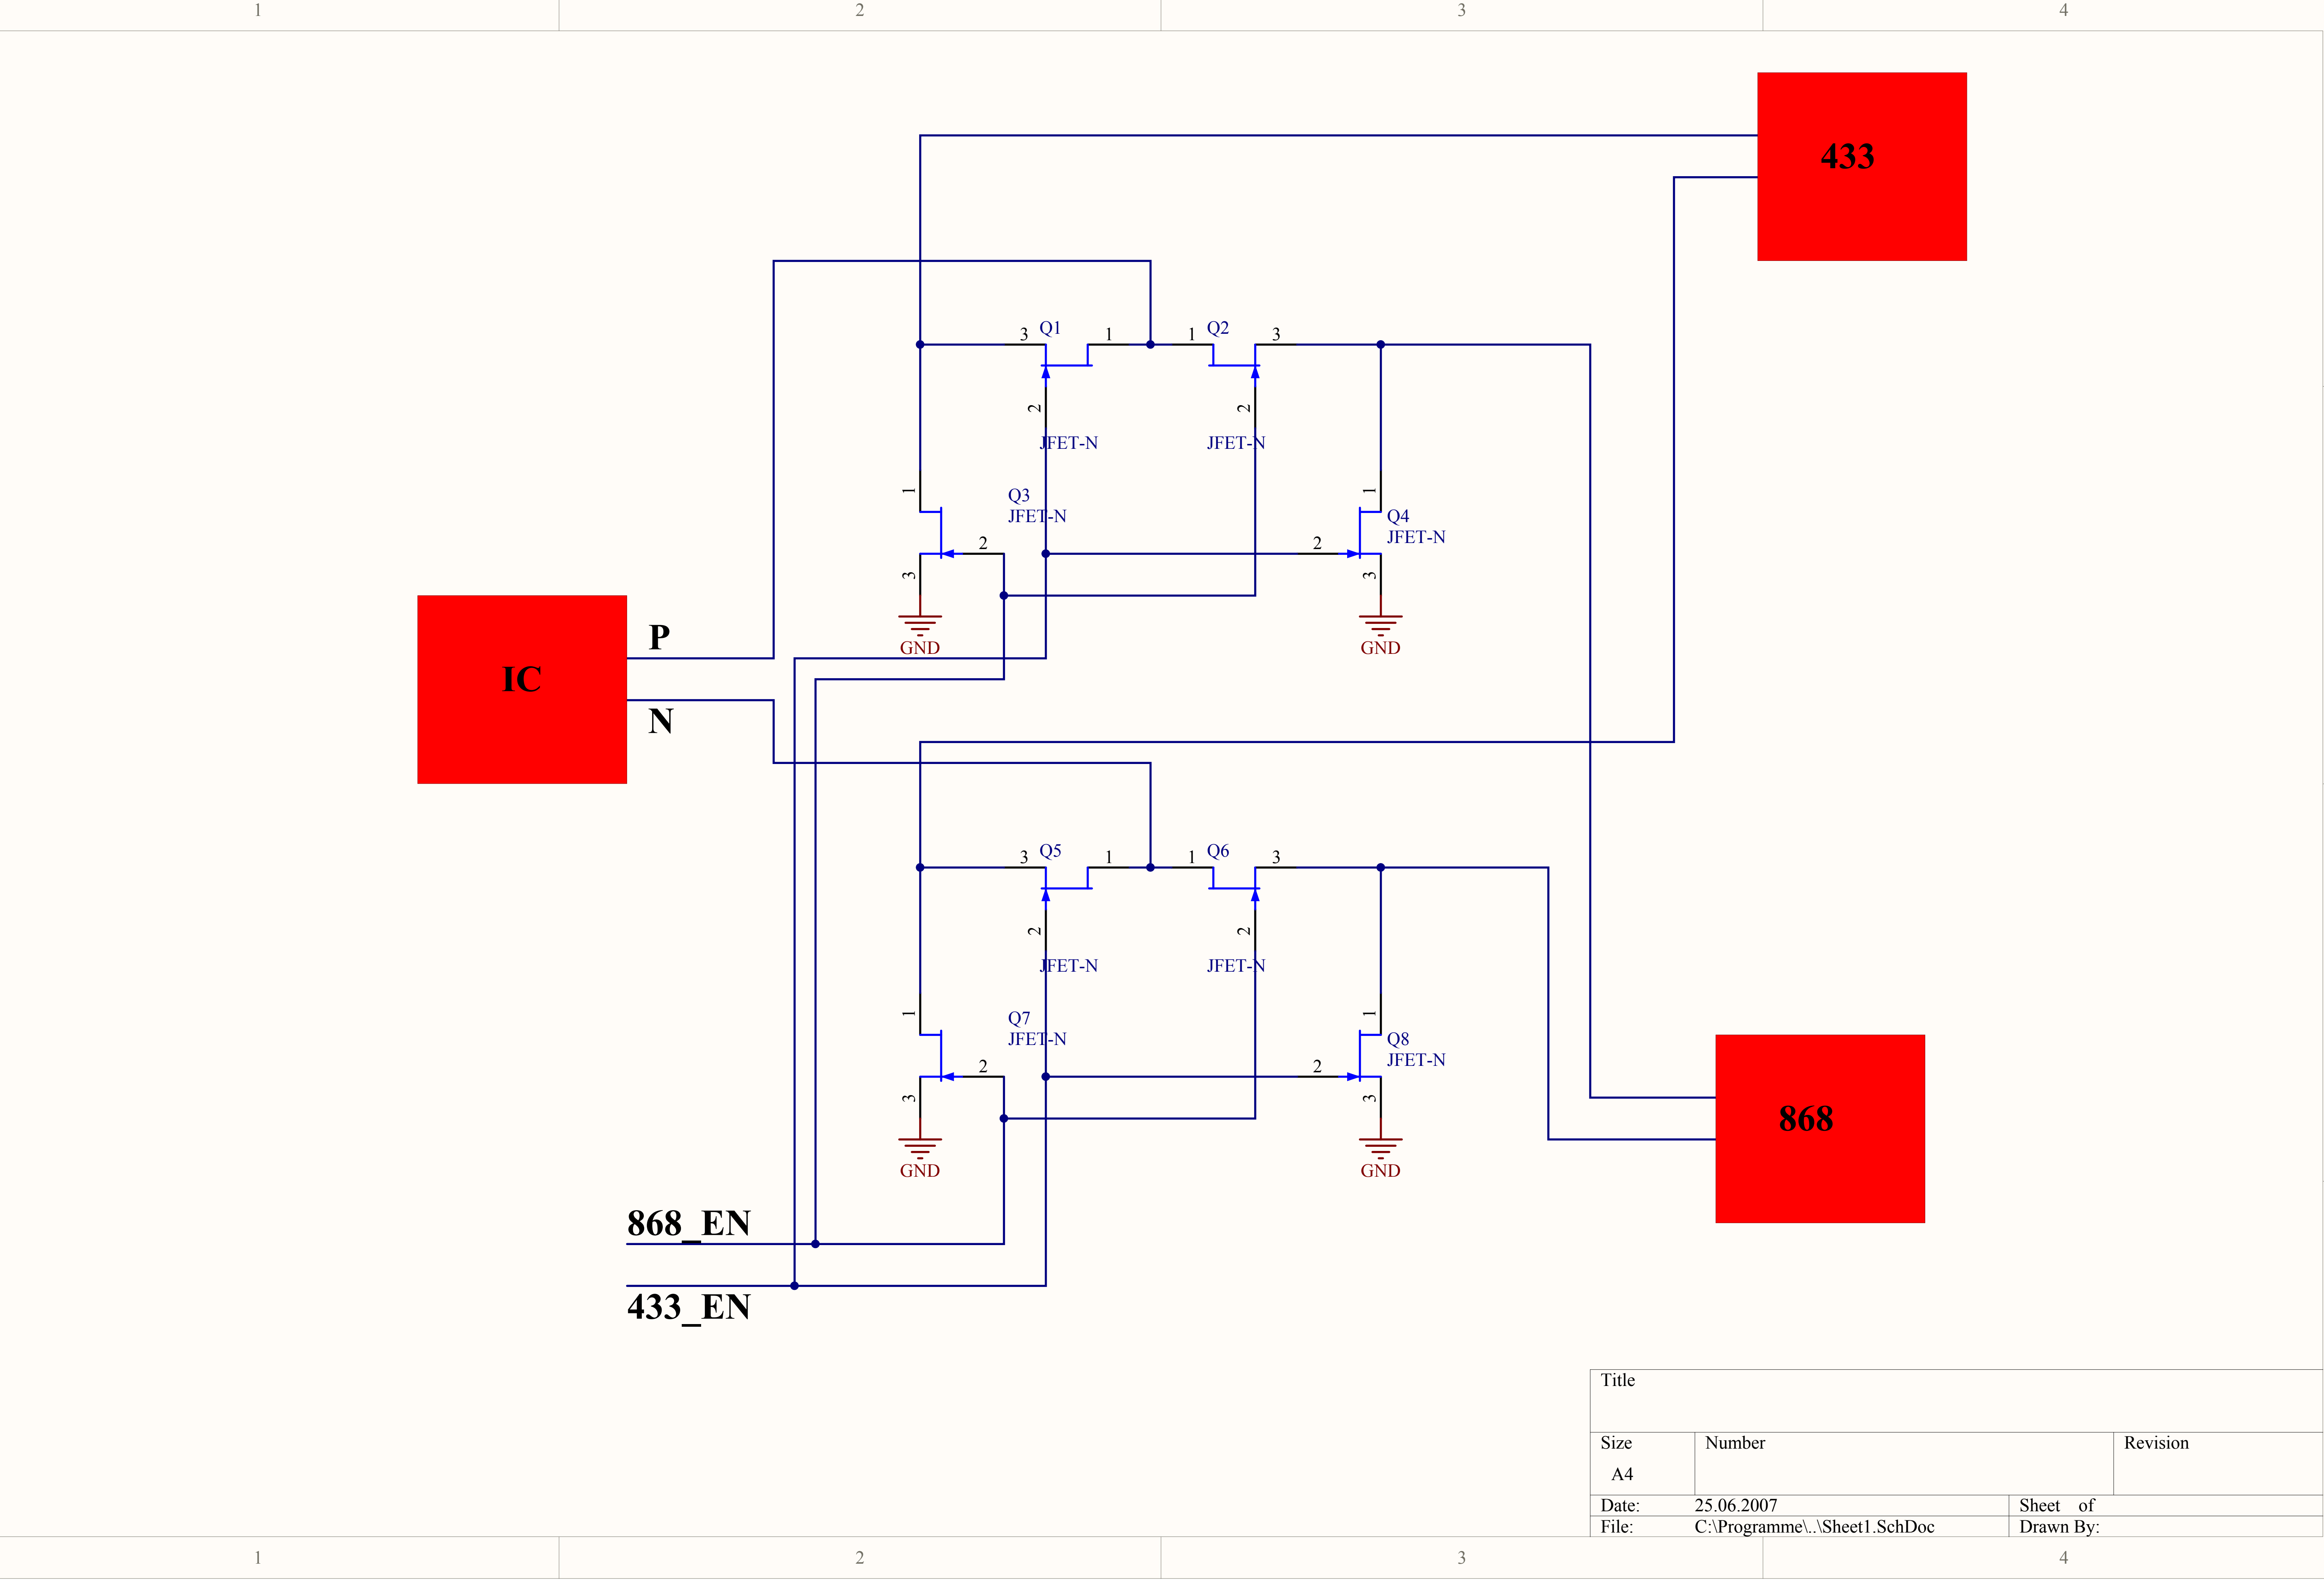 1 2 3 4
433
3 Q1 1 1 Q2 3
2 2
JFET-N JFET-N
1 Q3 1
JFET-N Q4
JFET-N
2 2
3 3
GND GND
P
IC
N
3 Q5 1 1 Q6 3
2 2
JFET-N JFET-N
1 Q7 1
JFET-N Q8
JFET-N
2 2
3 3
868
GND GND
868_EN
433_EN
Title
Size Number Revision
A4
Date: 25.06.2007 Sheet of
File: C:\Programme\..\Sheet1.SchDoc Drawn By:
1 2 3 4